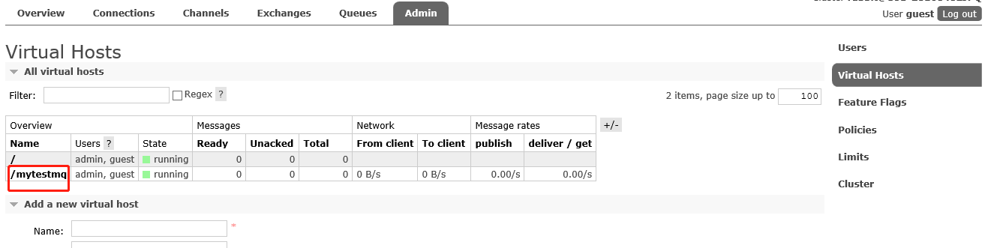 Overview Connections Channels Exchanges Queues Admin
User guest Log out
Virtual Hosts
All virtual hosts
Filter: Regex ? 2 items, page size up to 100
Overview Messages Network Message rates +/-
Name Users ? State Ready Unacked Total From client To client publish deliver / get
/ admin, guest running 0 0 0
/mytestmq admin, guest running 0 0 0 0 B/s 0 B/s 0.00/s 0.00/s
Add a new virtual host
Name: *
Users
Virtual Hosts
Feature Flags
Policies
Limits
Cluster